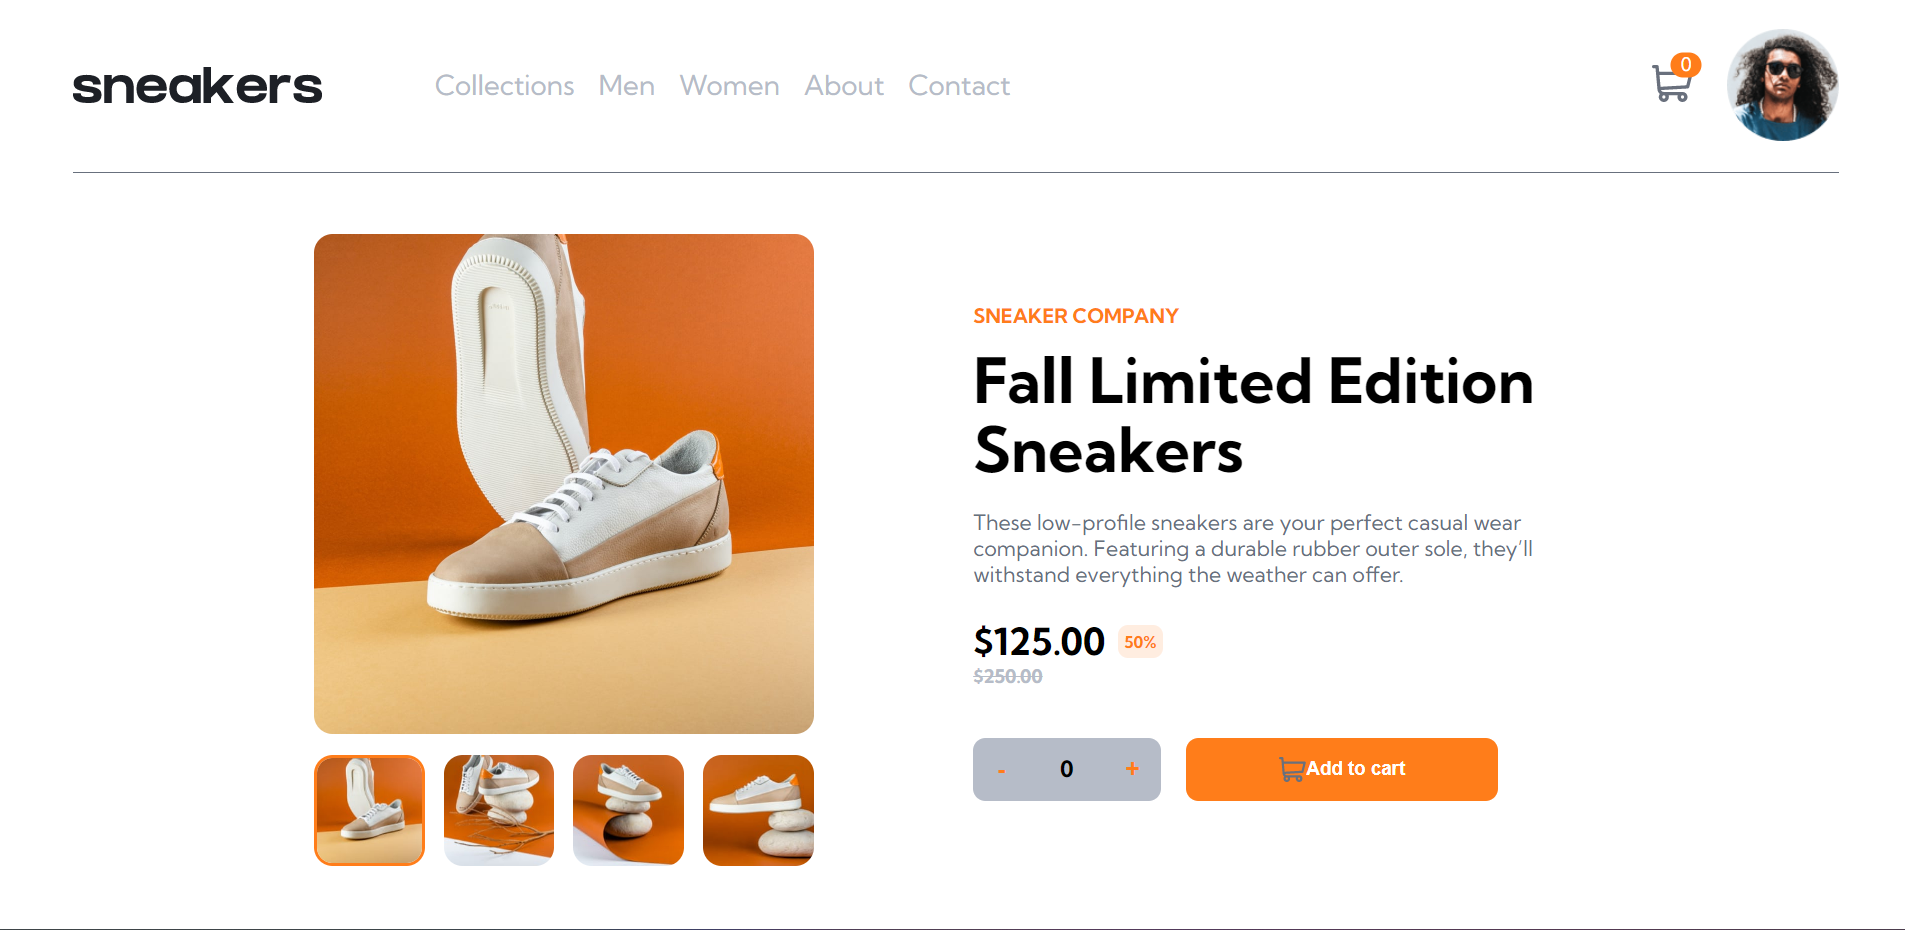 sneakers
Collections Men Women About Contact
0
SNEAKER COMPANY
Fall Limited Edition
Sneakers
These low-profile sneakers are your perfect casual wear
companion. Featuring a durable rubber outer sole, they’ll
withstand everything the weather can offer.
$125.00 50%
$250.00
- 0 +
Add to cart